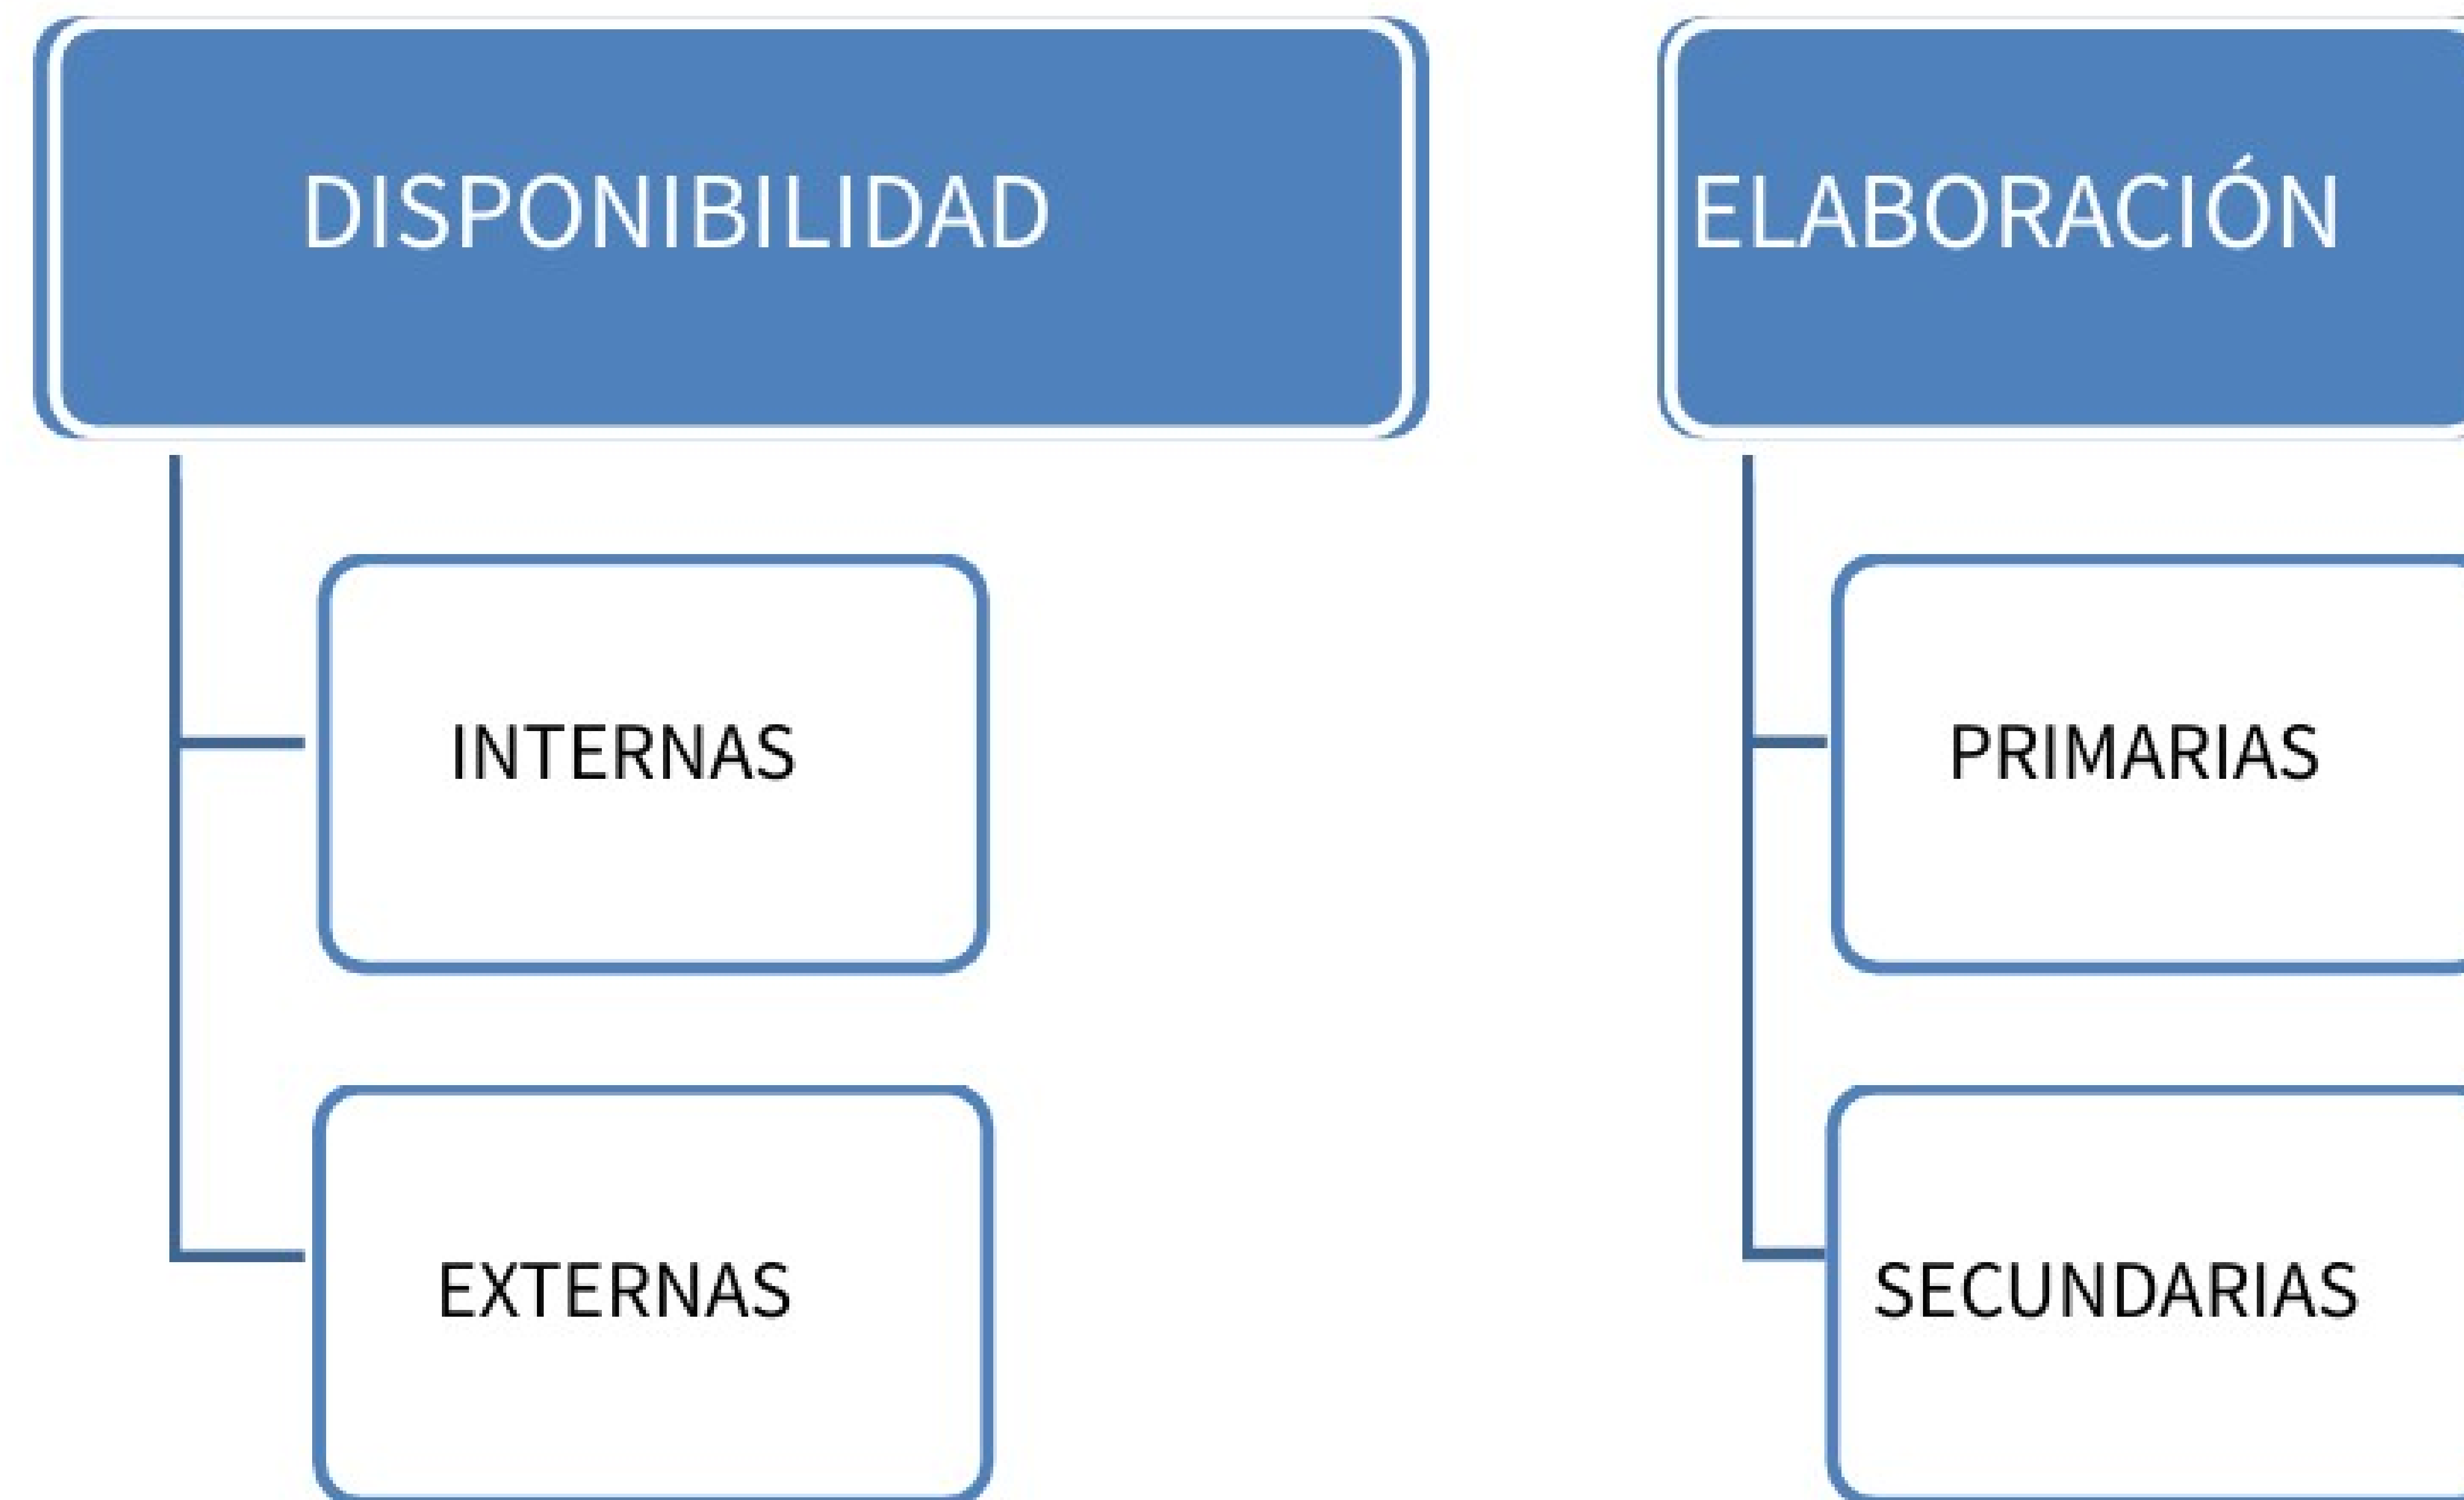 DISPONIBILIDAD
INTERNAS
EXTERNAS
ELABORACIÓN
PRIMARIAS
SECUNDARIAS